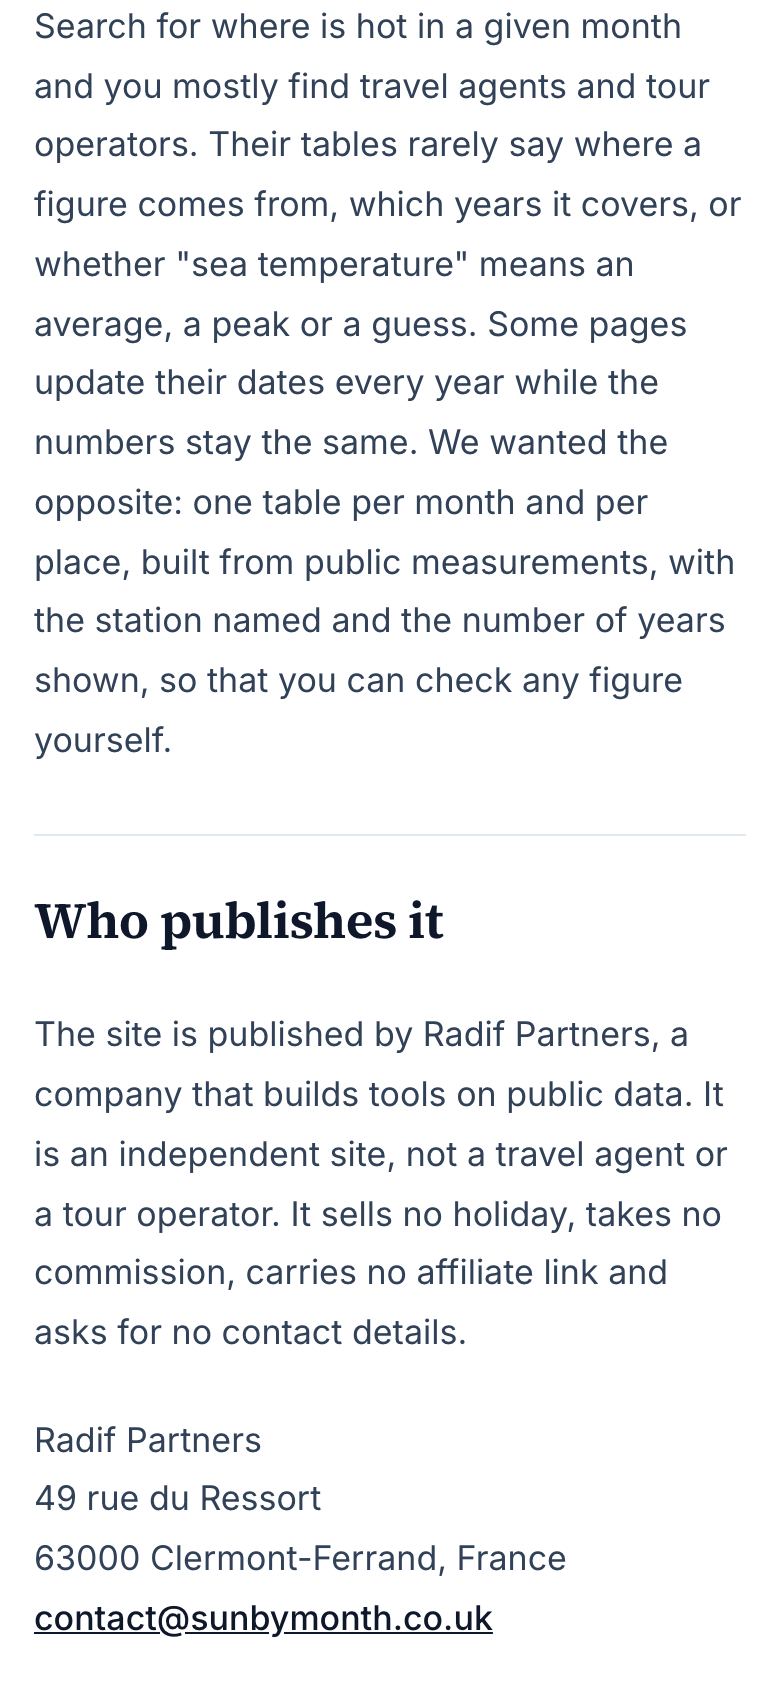 Search for where is hot in a given month
and you mostly find travel agents and tour
operators. Their tables rarely say where a
figure comes from, which years it covers, or
whether "sea temperature" means an
average, a peak or a guess. Some pages
update their dates every year while the
numbers stay the same. We wanted the
opposite: one table per month and per
place, built from public measurements, with
the station named and the number of years
shown, so that you can check any figure
yourself.
Who publishes it
The site is published by Radif Partners, a
company that builds tools on public data. It
is an independent site, not a travel agent or
a tour operator. It sells no holiday, takes no
commission, carries no affiliate link and
asks for no contact details.
Radif Partners
49 rue du Ressort
63000 Clermont-Ferrand, France
contact@sunbymonth.co.uk